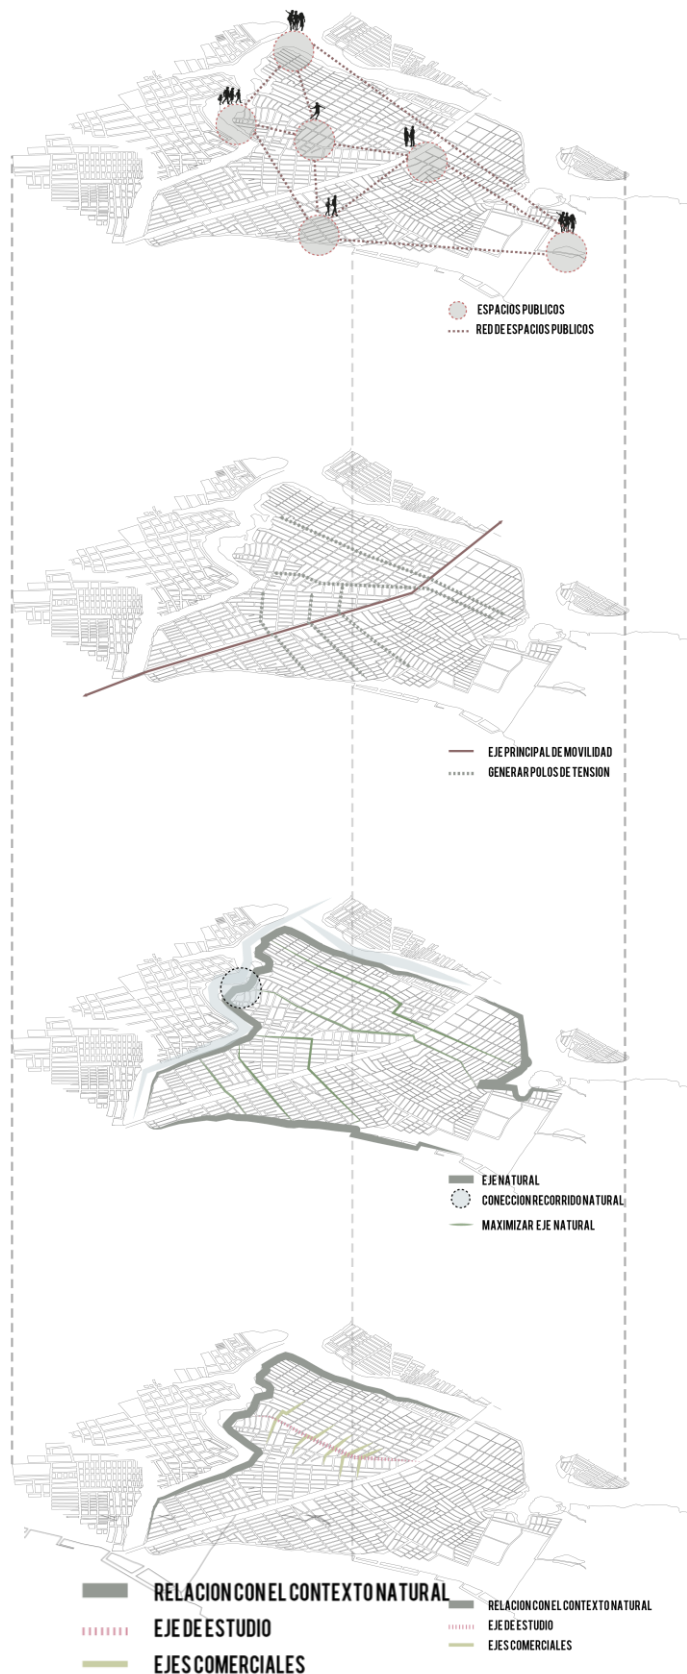 ESPACIOS PUBLICOS
RED DE ESPACIOS PUBLICOS
EJE PRINCIPAL DE MOVILIDAD
GENERAR POLOS DE TENSION
EJE NATURAL
CONECCION RECORRIDO NATURAL
MAXIMIZAR EJE NATURAL
RELACION CON EL CONTEXTO NATURAL
EJE DE ESTUDIO
EJES COMERCIALES
RELACION CON EL CONTEXTO NATURAL
EJE DE ESTUDIO
EJES COMERCIALES